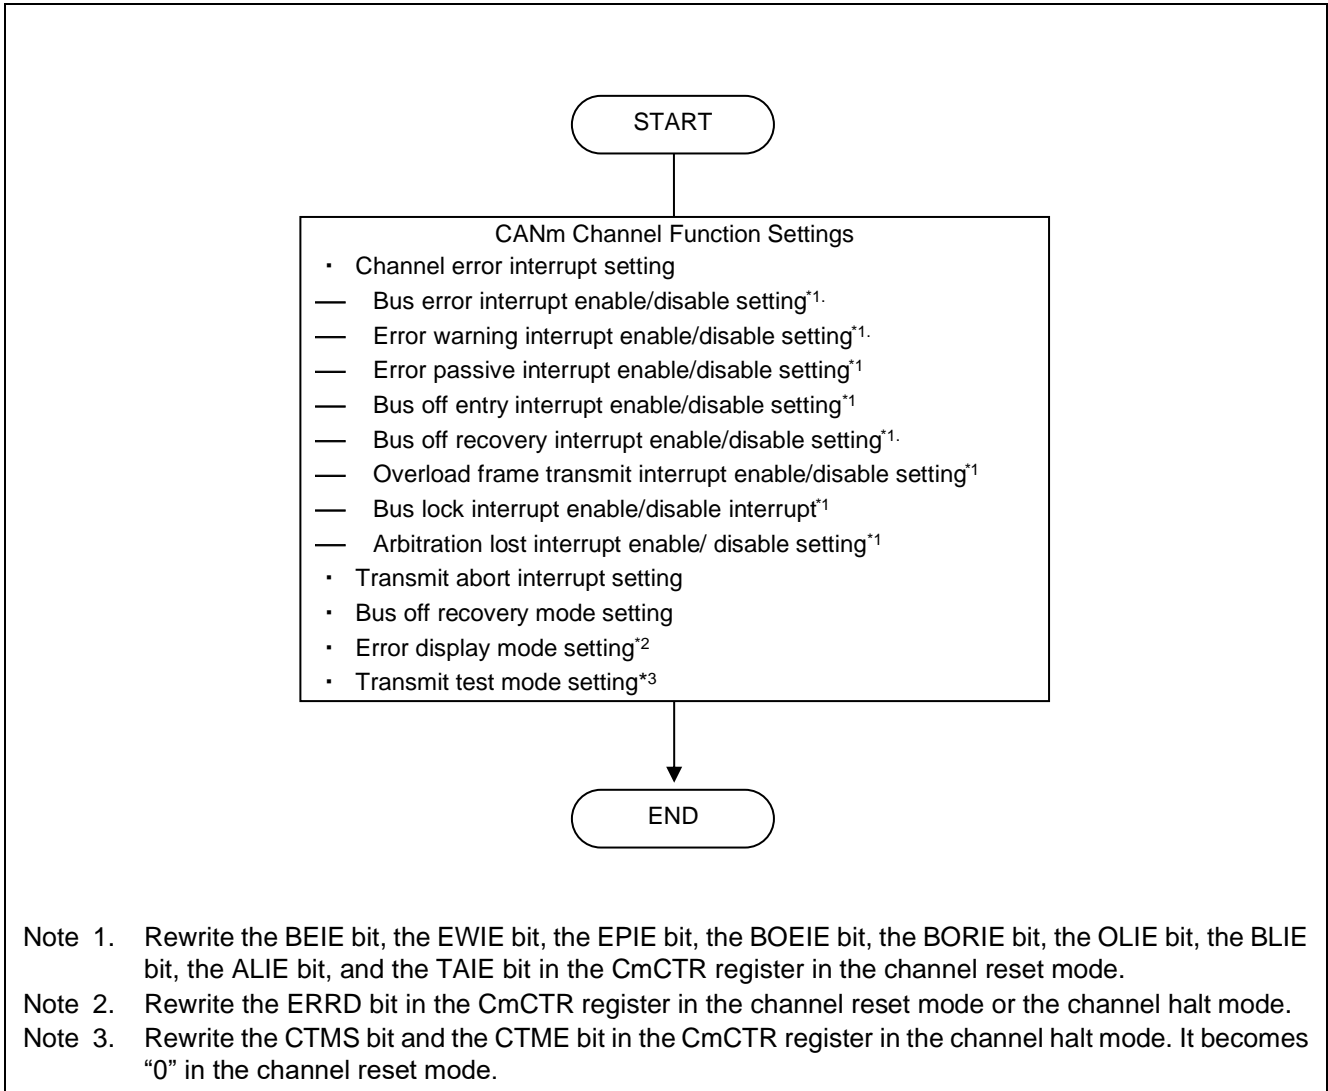 START
CANm Channel Function Settings
・ Channel error interrupt setting
— Bus error interrupt enable/disable setting*1.
— Error warning interrupt enable/disable setting*1.
— Error passive interrupt enable/disable setting*1
— Bus off entry interrupt enable/disable setting*1
— Bus off recovery interrupt enable/disable setting*1.
— Overload frame transmit interrupt enable/disable setting*1
— Bus lock interrupt enable/disable interrupt*1
— Arbitration lost interrupt enable/ disable setting*1
・ Transmit abort interrupt setting
・ Bus off recovery mode setting
・ Error display mode setting*2
・ Transmit test mode setting*3
END
Note 1. Rewrite the BEIE bit, the EWIE bit, the EPIE bit, the BOEIE bit, the BORIE bit, the OLIE bit, the BLIE
bit, the ALIE bit, and the TAIE bit in the CmCTR register in the channel reset mode.
Note 2. Rewrite the ERRD bit in the CmCTR register in the channel reset mode or the channel halt mode.
Note 3. Rewrite the CTMS bit and the CTME bit in the CmCTR register in the channel halt mode. It becomes
“0” in the channel reset mode.